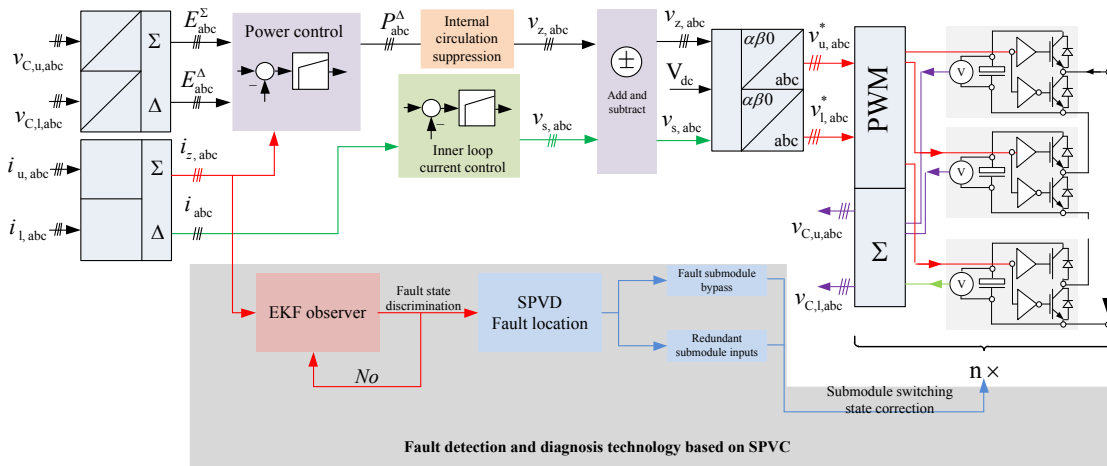 v_C,u,abc
v_C,l,abc
Σ
Δ
E^Σ_abc
E^Δ_abc
Power control
−
P^Δ_abc
Internal
circulation
suppression
v_z, abc
−
Inner loop
current control
v_s, abc
±
Add and
subtract
v_z, abc
V_dc
v_s, abc
αβ0
abc
αβ0
abc
v^*_u, abc
v^*_l, abc
PWM
Σ
v_C,u,abc
v_C,l,abc
V
V
V
n ×
i_u, abc
i_l, abc
Σ
Δ
i_z, abc
i_abc
EKF observer
Fault state
discrimination
No
SPVD
Fault location
Fault submodule
bypass
Redundant
submodule inputs
Submodule switching
state correction
Fault detection and diagnosis technology based on SPVC